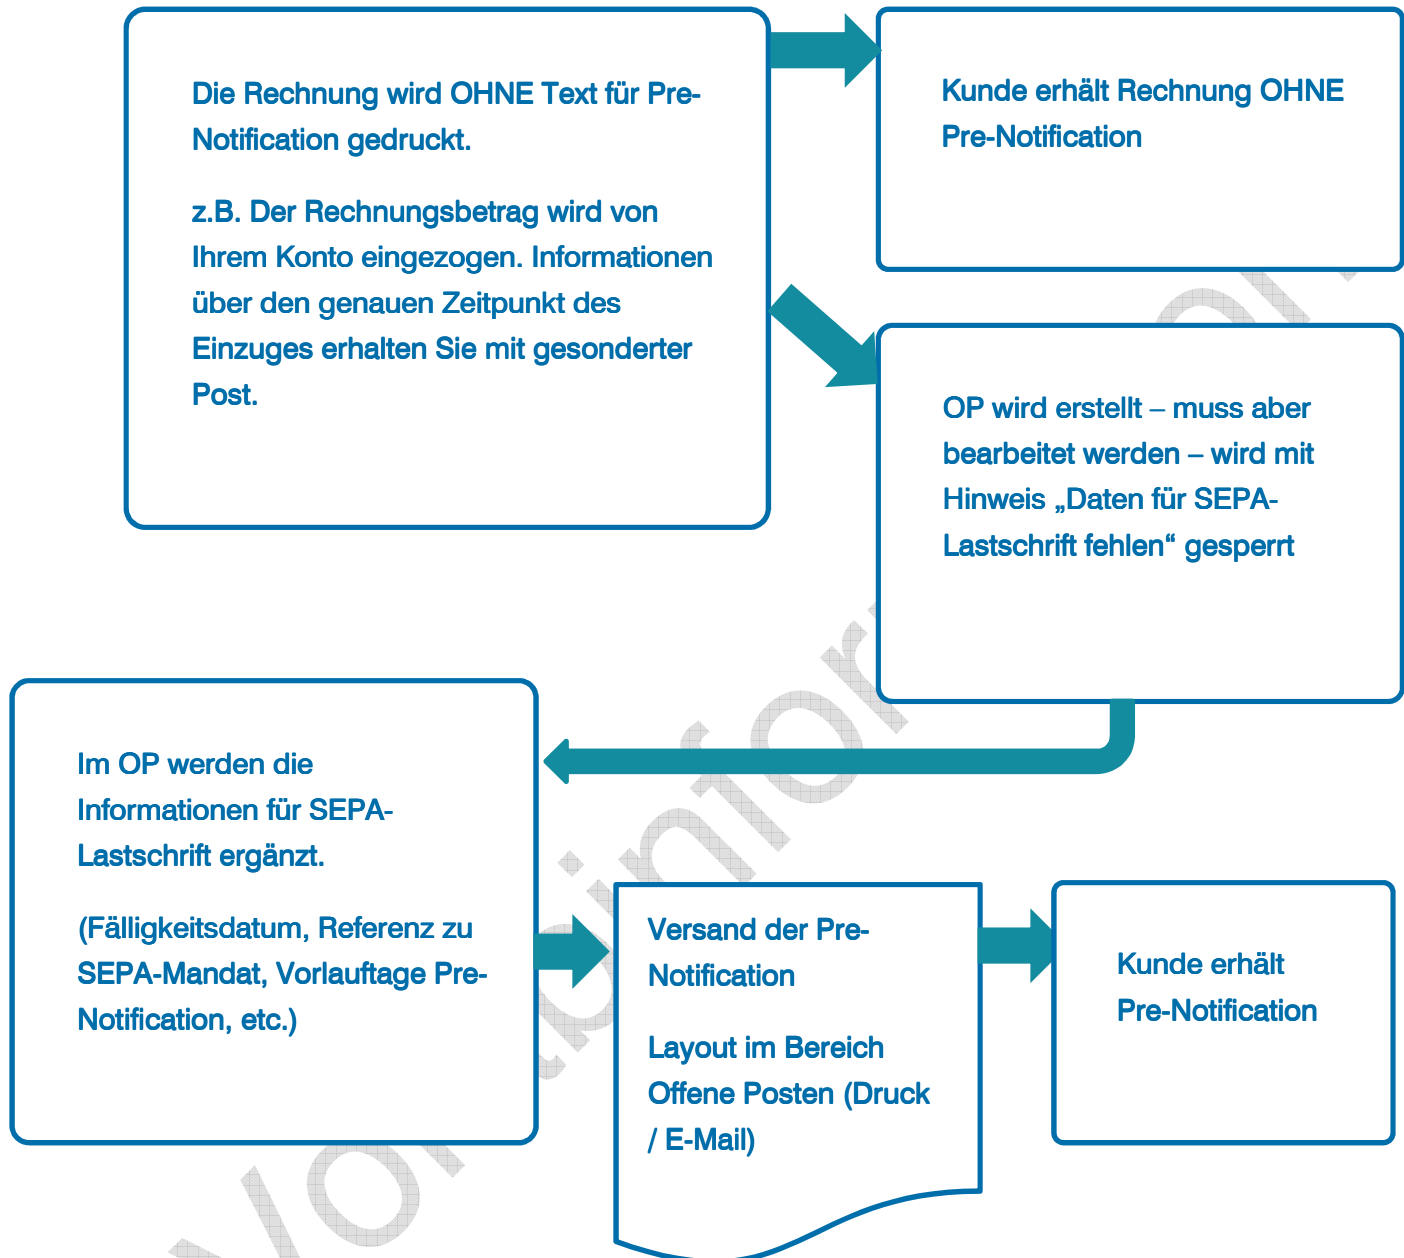 Die Rechnung wird OHNE Text für Pre-
Notification gedruckt.
z.B. Der Rechnungsbetrag wird von
Ihrem Konto eingezogen. Informationen
über den genauen Zeitpunkt des
Einzuges erhalten Sie mit gesonderter
Post.
Kunde erhält Rechnung OHNE
Pre-Notification
OP wird erstellt – muss aber
bearbeitet werden – wird mit
Hinweis „Daten für SEPA-
Lastschrift fehlen“ gesperrt
Im OP werden die
Informationen für SEPA-
Lastschrift ergänzt.
(Fälligkeitsdatum, Referenz zu
SEPA-Mandat, Vorlauftage Pre-
Notification, etc.)
Versand der Pre-
Notification
Layout im Bereich
Offene Posten (Druck
/ E-Mail)
Kunde erhält
Pre-Notification